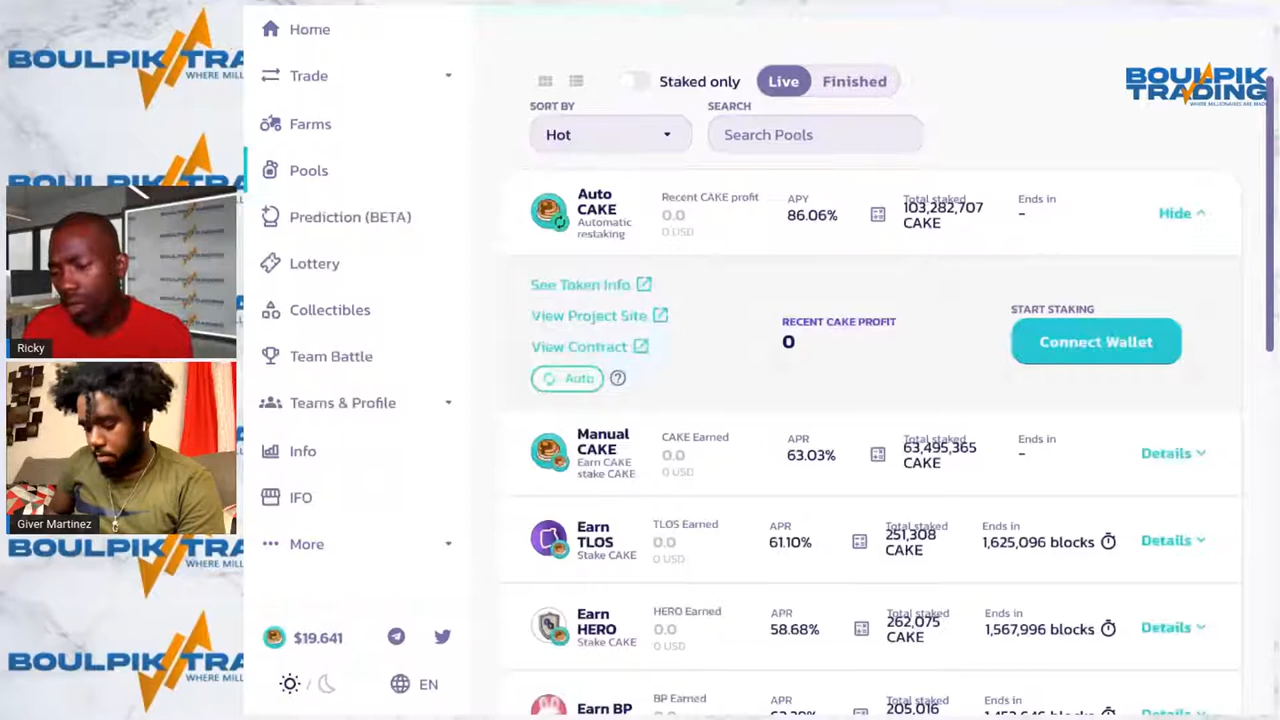 BOULPIK TRA
WHERE MILL
BOULPIK TRA
Ricky
Giver Martinez
BOULPIK TRA
WHERE MILL
BOULPIK TRA
WHERE MILL
Home
Trade
Farms
Pools
Prediction (BETA)
Lottery
Collectibles
Team Battle
Teams & Profile
Info
IFO
More
$19.641
EN
Staked only
Live
Finished
SORT BY
SEARCH
Hot
Search Pools
BOULPIK
TRADING
WHERE MILLIONAIRES ARE MADE
Auto
CAKE
Automatic
restaking
Recent CAKE profit
0.0
0 USD
APY
86.06%
Total staked
103,282,707
CAKE
Ends in
-
Hide
See Token Info
View Project Site
View Contract
Auto
RECENT CAKE PROFIT
0
START STAKING
Connect Wallet
Manual
CAKE
Earn CAKE
stake CAKE
CAKE Earned
0.0
0 USD
APR
63.03%
Total staked
63,495,365
CAKE
Ends in
-
Details
Earn
TLOS
Stake CAKE
TLOS Earned
0.0
0 USD
APR
61.10%
Total staked
251,308
CAKE
Ends in
1,625,096 blocks
Details
Earn
HERO
Stake CAKE
HERO Earned
0.0
0 USD
APR
58.68%
Total staked
262,075
CAKE
Ends in
1,567,996 blocks
Details
Earn BP
BP Earned
APR
Total staked
205,016
Ends in
Details